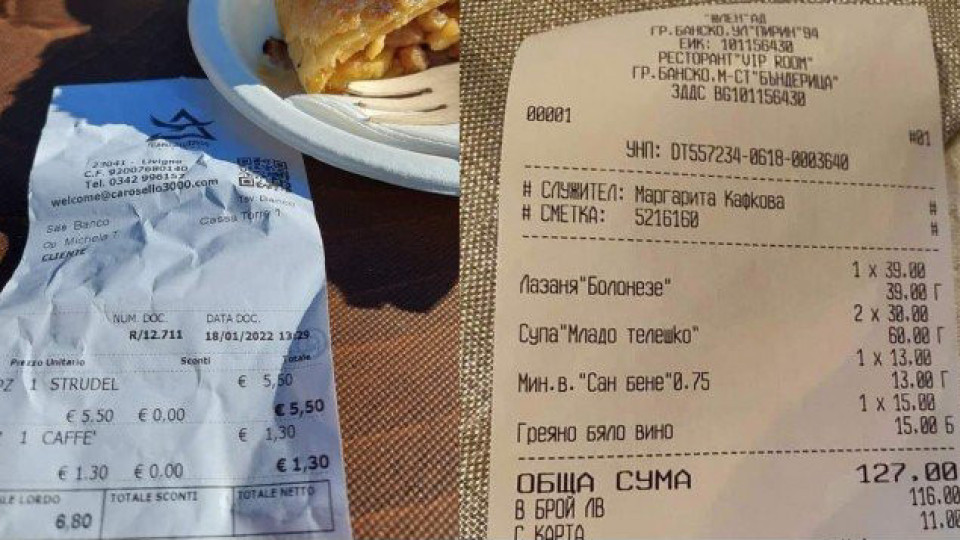 23041 - Livigno
C.F. 92007680140
Tel. 0342 996152
welcome@carosello3000.com
Cassa Torre 1
CLIENTE
NUM. DOC. DATA DOC.
R/12.711 18/01/2022 13:29
Prezzo Unitario Sconti Totale
PZ 1 STRUDEL € 5,50
€ 5.50 € 0.00 € 5,50
1 CAFFE' € 1,30
€ 1.30 € 0.00 € 1,30
LE LORDO TOTALE SCONTI TOTALE NETTO
6,80
"ЮЛЕН"АД
ГР.БАНСКО.УЛ"ПИРИН"94
ЕИК: 101156430
РЕСТОРАНТ"VIP ROOM"
ГР.БАНСКО.М-СТ"БЪНДЕРИЦА"
ЗДДС BG101156430
00001
#01
УНП: DT557234-0618-0003640
# СЛУЖИТЕЛ: Маргарита Кафкова #
# СМЕТКА: 5216160 #
1 x 39.00
Лазаня"Болонезе" 39.00 Г
2 x 30.00
Супа"Младо телешко" 60.00 Г
1 x 13.00
Мин.в."Сан бене"0.75 13.00 Г
1 x 15.00
Греяно бяло вино 15.00 Б
ОБЩА СУМА 127.00
В БРОЙ ЛВ 116.00
С КАРТА 11.00